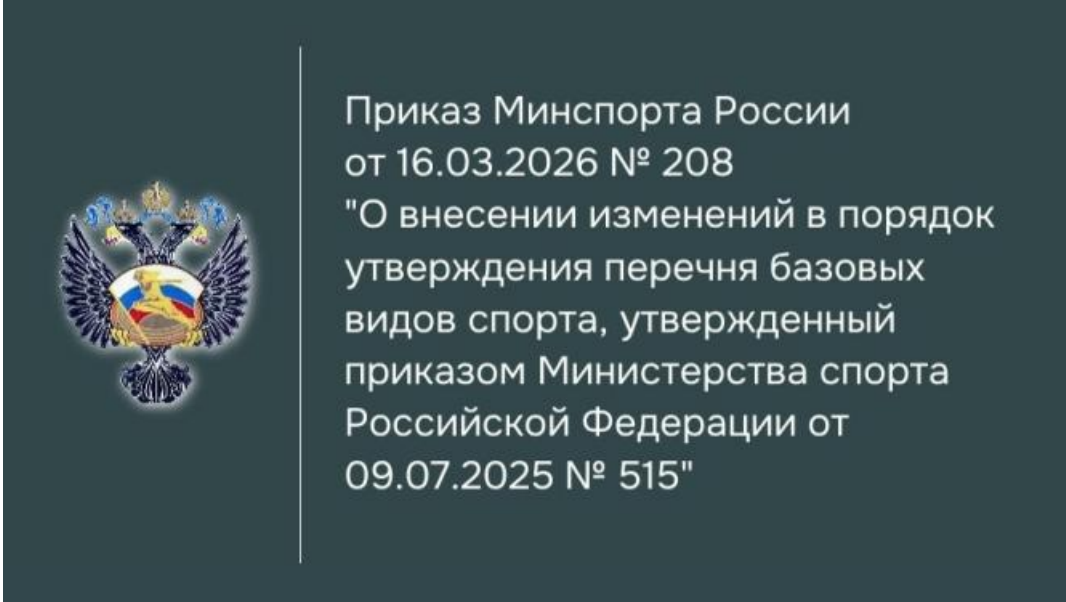 Приказ Минспорта России
от 16.03.2026 № 208
"О внесении изменений в порядок
утверждения перечня базовых
видов спорта, утвержденный
приказом Министерства спорта
Российской Федерации от
09.07.2025 № 515"